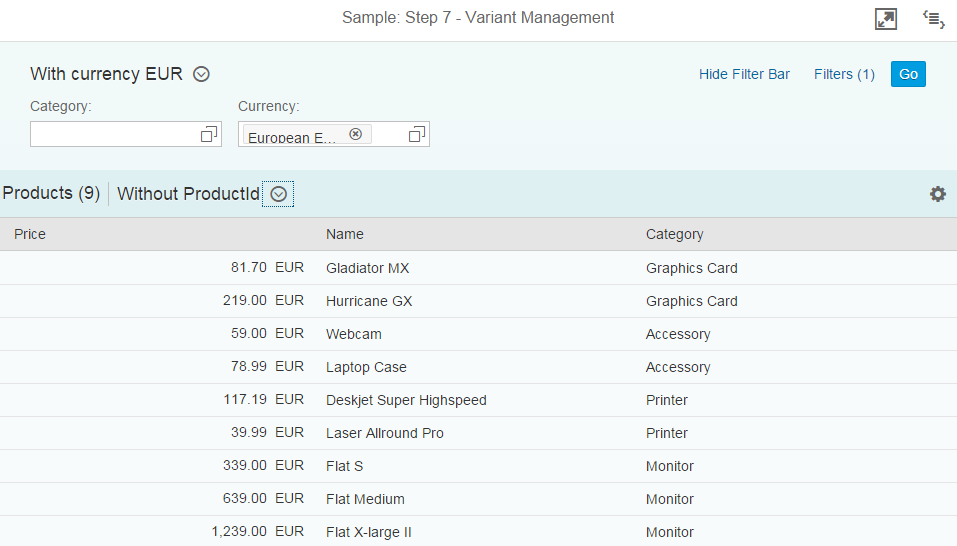 Sample: Step 7 - Variant Management
With currency EUR Hide Filter Bar Filters (1) Go
Category: Currency:
European E...
Products (9) Without ProductId
Price Name Category
81.70 EUR Gladiator MX Graphics Card
219.00 EUR Hurricane GX Graphics Card
59.00 EUR Webcam Accessory
78.99 EUR Laptop Case Accessory
117.19 EUR Deskjet Super Highspeed Printer
39.99 EUR Laser Allround Pro Printer
339.00 EUR Flat S Monitor
639.00 EUR Flat Medium Monitor
1,239.00 EUR Flat X-large II Monitor